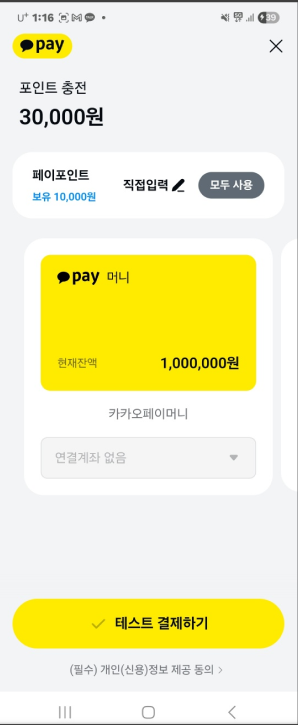 U+ 1:16
39
pay
포인트 충전
30,000원
페이포인트
보유 10,000원
직접입력
모두 사용
pay 머니
현재잔액 1,000,000원
카카오페이머니
연결계좌 없음
테스트 결제하기
(필수) 개인(신용)정보 제공 동의 >